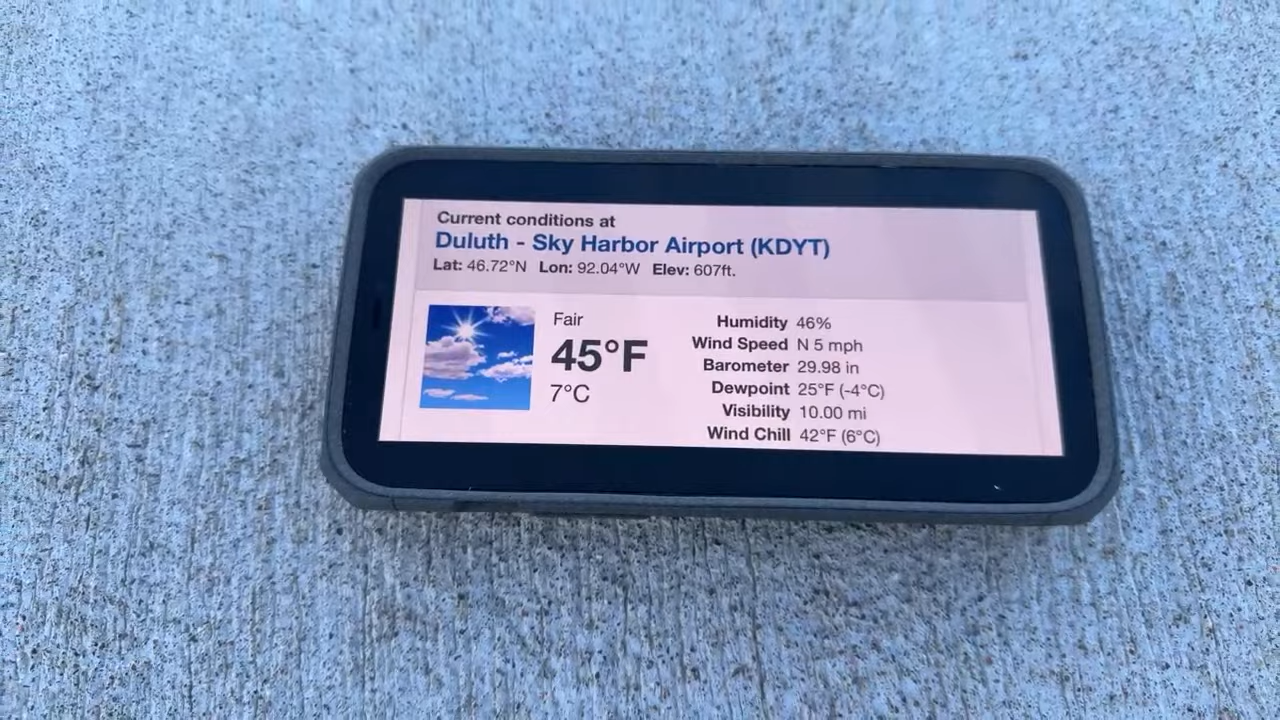 Current conditions at
Duluth - Sky Harbor Airport (KDYT)
Lat: 46.72°N Lon: 92.04°W Elev: 607ft.
Fair
45°F
7°C
Humidity 46%
Wind Speed N 5 mph
Barometer 29.98 in
Dewpoint 25°F (-4°C)
Visibility 10.00 mi
Wind Chill 42°F (6°C)